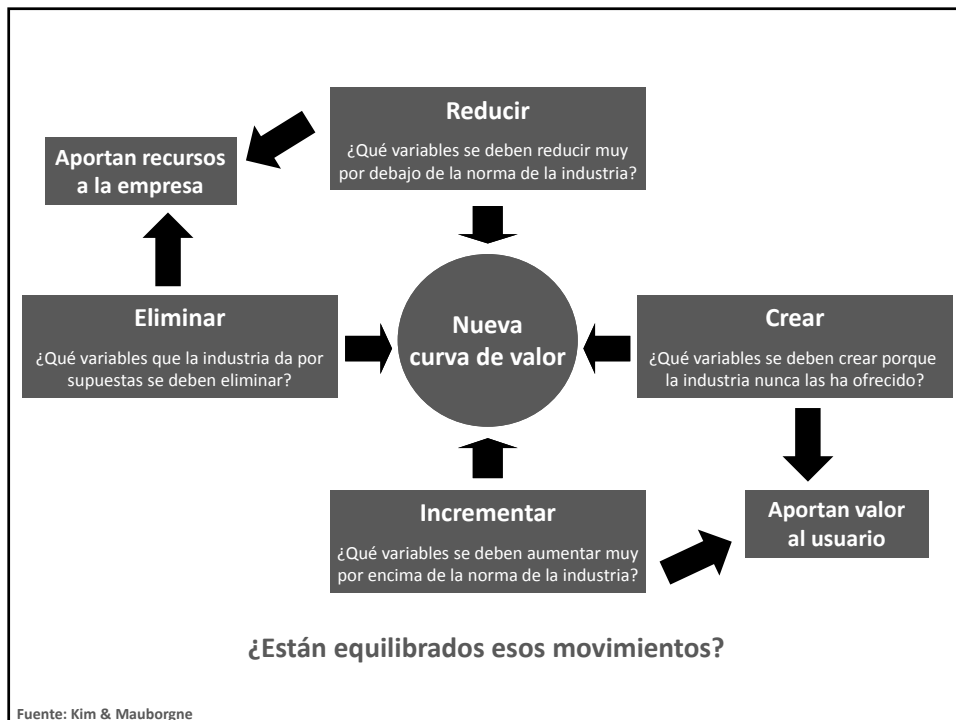 Reducir
¿Qué variables se deben reducir muy
por debajo de la norma de la industria?
Aportan recursos
a la empresa
Eliminar
¿Qué variables que la industria da por
supuestas se deben eliminar?
Nueva
curva de valor
Crear
¿Qué variables se deben crear porque
la industria nunca las ha ofrecido?
Incrementar
¿Qué variables se deben aumentar muy
por encima de la norma de la industria?
Aportan valor
al usuario
¿Están equilibrados esos movimientos?
Fuente: Kim & Mauborgne